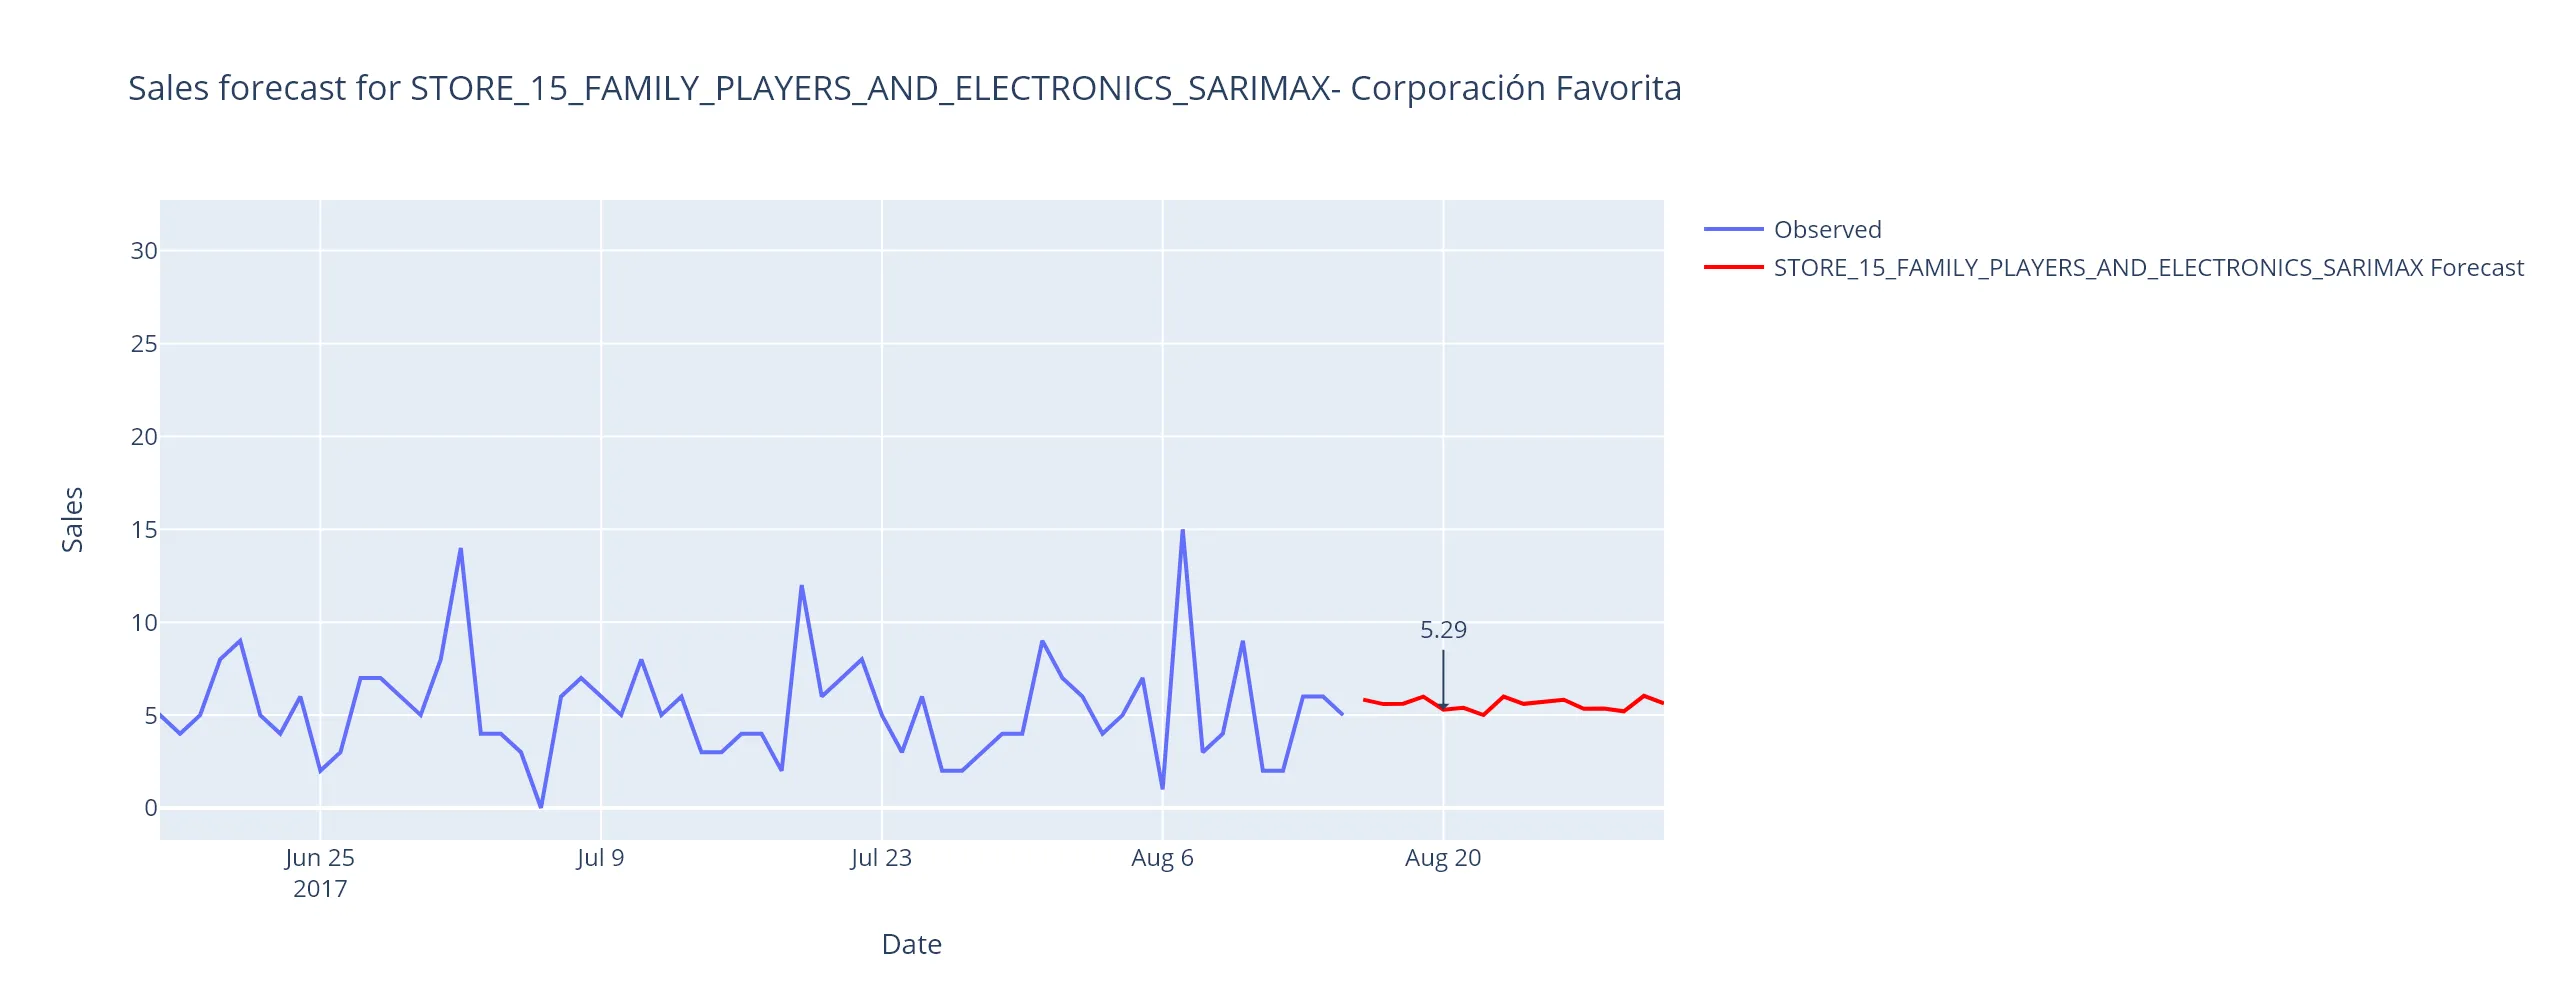 Sales forecast for STORE_15_FAMILY_PLAYERS_AND_ELECTRONICS_SARIMAX- Corporación Favorita
Observed
STORE_15_FAMILY_PLAYERS_AND_ELECTRONICS_SARIMAX Forecast
Sales
30
25
20
15
10
5
0
5.29
Jun 25
2017
Jul 9
Jul 23
Aug 6
Aug 20
Date